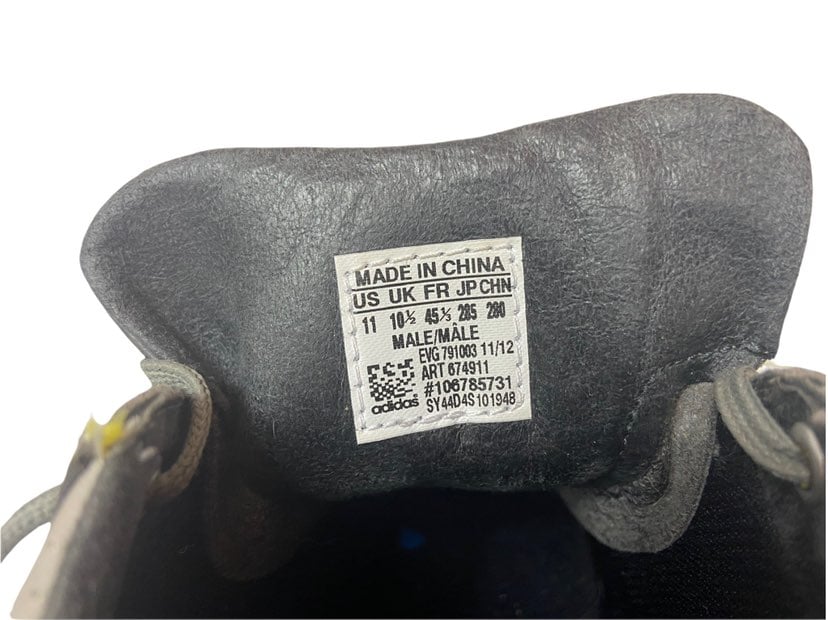 MADE IN CHINA
US UK FR JP CHN
11 10½ 45⅓ 285 280
MALE/MÂLE
EVG 791003 11/12
ART 674911
#106785731
adidas SY44D4S101948